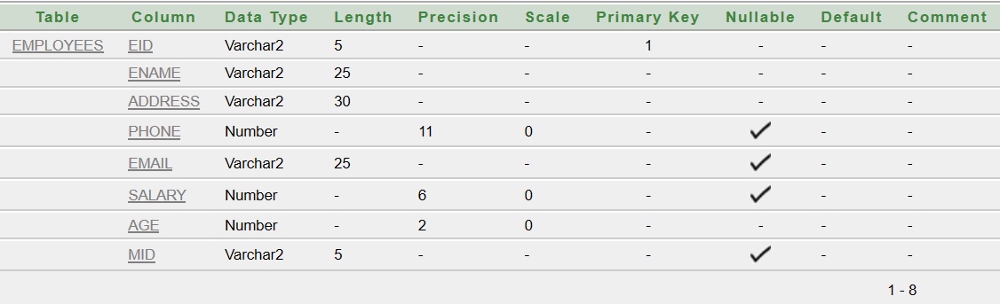 Table Column Data Type Length Precision Scale Primary Key Nullable Default Comment
EMPLOYEES EID Varchar2 5 - - 1 - - -
ENAME Varchar2 25 - - - - - -
ADDRESS Varchar2 30 - - - - - -
PHONE Number - 11 0 - ✓ - -
EMAIL Varchar2 25 - - - ✓ - -
SALARY Number - 6 0 - ✓ - -
AGE Number - 2 0 - - - -
MID Varchar2 5 - - - ✓ - -
1 - 8